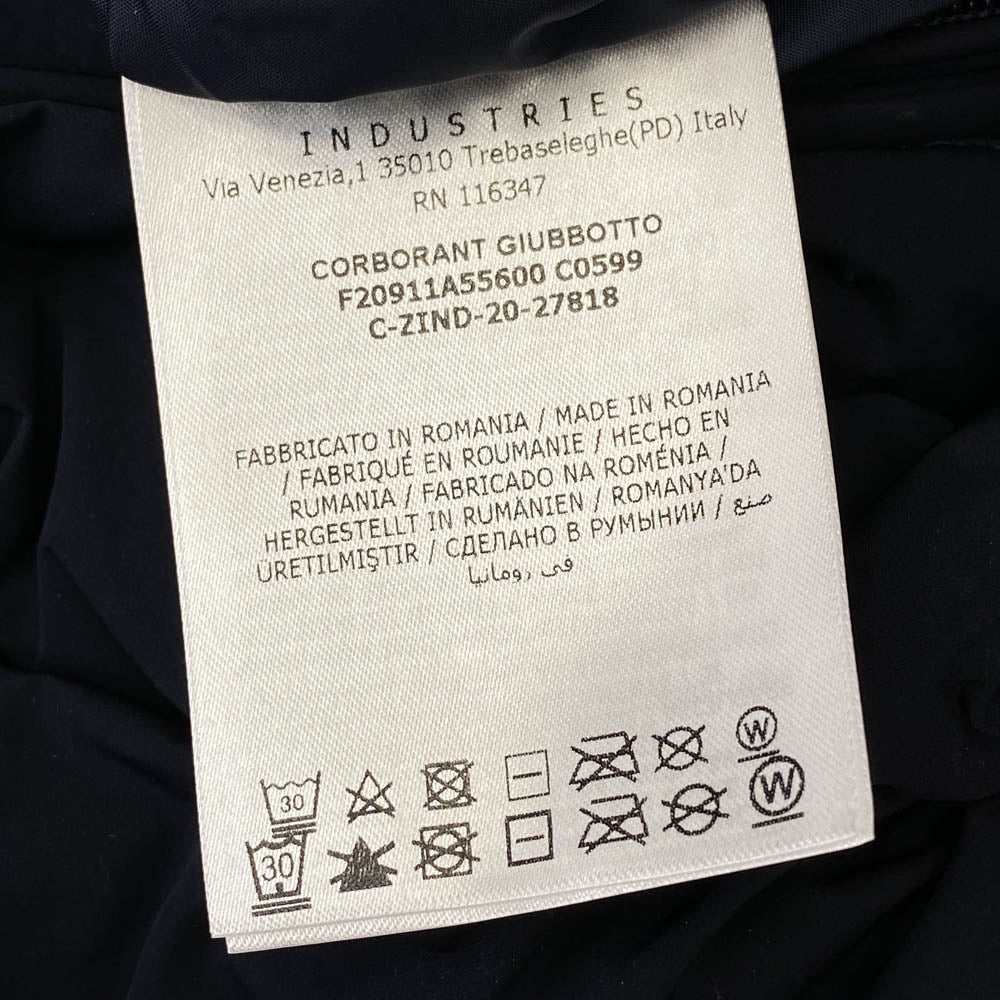 INDUSTRIES
Via Venezia,1 35010 Trebaseleghe(PD) Italy
RN 116347
CORBORANT GIUBBOTTO
F20911A55600 C0599
C-ZIND-20-27818
FABBRICATO IN ROMANIA / MADE IN ROMANIA
/ FABRIQUÉ EN ROUMANIE / HECHO EN
RUMANIA / FABRICADO NA ROMÉNIA /
HERGESTELLT IN RUMÄNIEN / ROMANYA'DA
ÜRETILMIŞTIR / СДЕЛАНО В РУМЫНИИ / صنع
في رومانيا
30 W
30 W